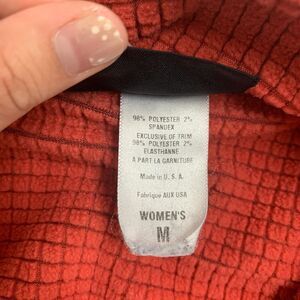 98% POLYESTER 2%
SPANDEX
EXCLUSIVE OF TRIM
98% POLYESTER 2%
ELASTHANNE
A PART LA GARNITURE
Made in U. S. A.
Fabrique AUX USA
WOMEN'S
M